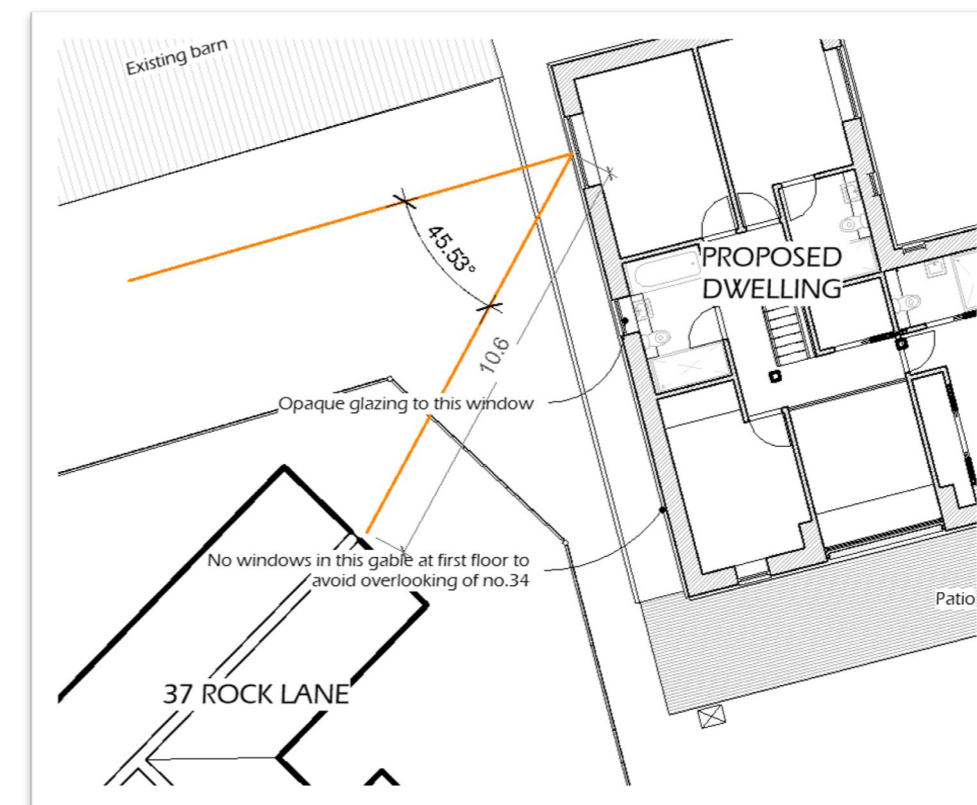 Existing barn
PROPOSED
DWELLING
45.53°
10.6
Opaque glazing to this window
No windows in this gable at first floor to
avoid overlooking of no.34
Patio
37 ROCK LANE